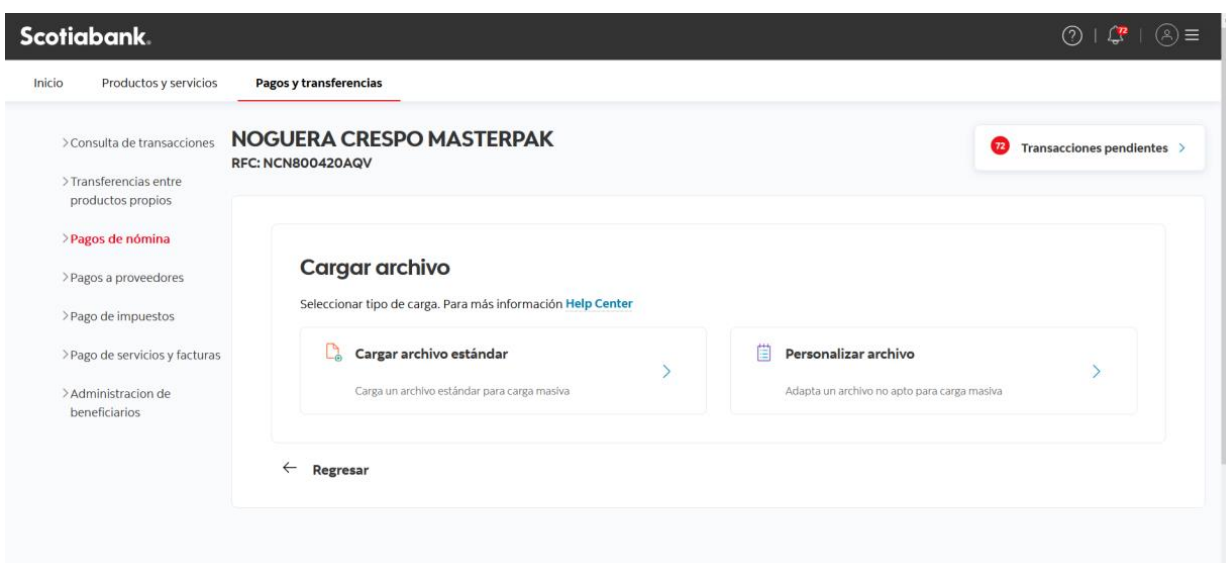 Scotiabank.
72
Inicio
Productos y servicios
Pagos y transferencias
Consulta de transacciones
Transferencias entre
productos propios
Pagos de nómina
Pagos a proveedores
Pago de impuestos
Pago de servicios y facturas
Administracion de
beneficiarios
NOGUERA CRESPO MASTERPAK
RFC: NCN800420AQV
72 Transacciones pendientes
Cargar archivo
Seleccionar tipo de carga. Para más información Help Center
Cargar archivo estándar
Carga un archivo estándar para carga masiva
Personalizar archivo
Adapta un archivo no apto para carga masiva
Regresar